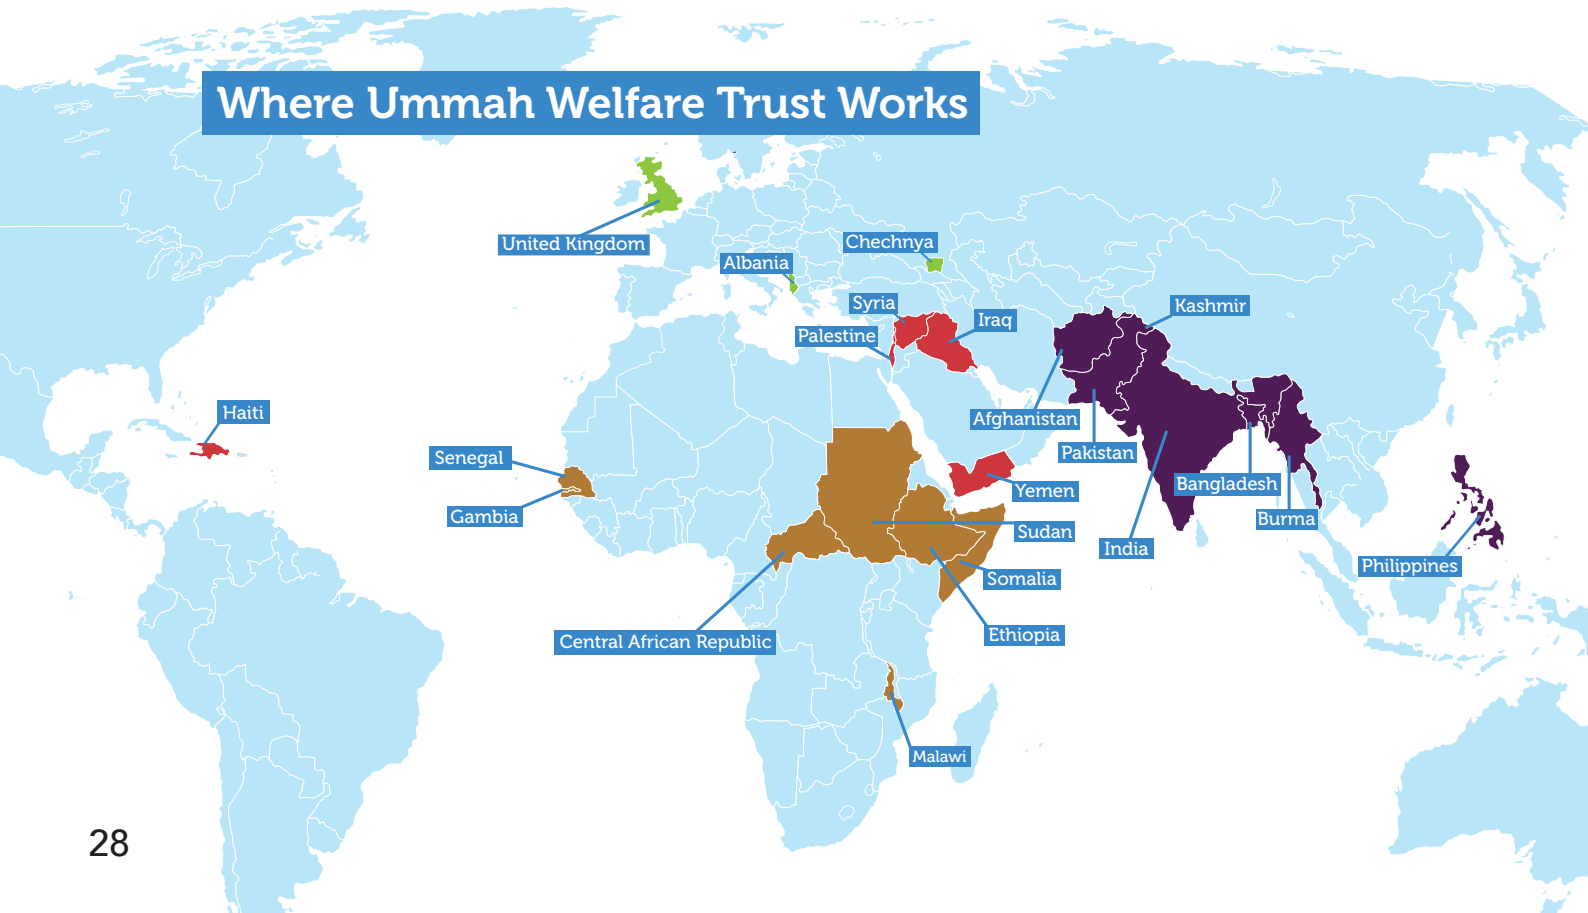 Where Ummah Welfare Trust Works
United Kingdom
Chechnya
Albania
Syria
Iraq
Kashmir
Palestine
Haiti
Afghanistan
Senegal
Pakistan
Bangladesh
Yemen
Gambia
Burma
Sudan
India
Philippines
Somalia
Ethiopia
Central African Republic
Malawi
28